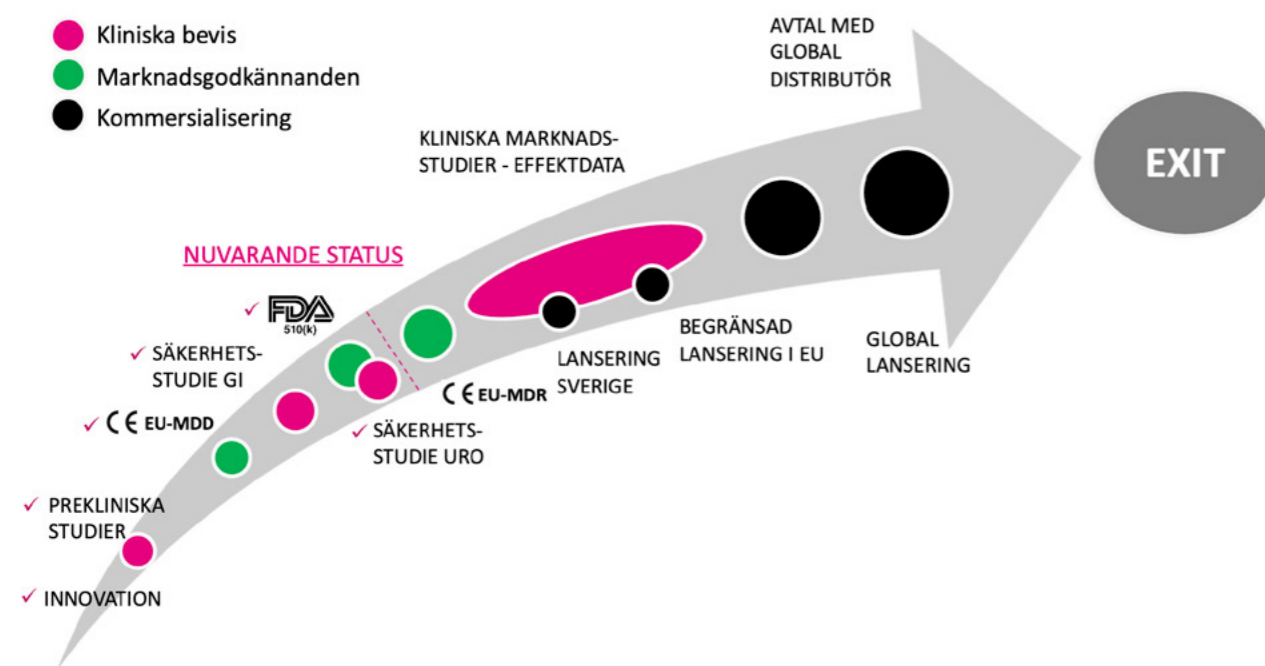 Kliniska bevis
Marknadsgodkännanden
Kommersialisering
AVTAL MED
GLOBAL
DISTRIBUTÖR
EXIT
KLINISKA MARKNADS-
STUDIER - EFFEKTDATA
NUVARANDE STATUS
✓ FDA
510(k)
✓ SÄKERHETS-
STUDIE GI
✓ CE EU-MDD
✓ PREKLINISKA
STUDIER
✓ INNOVATION
✓ SÄKERHETS-
STUDIE URO
CE EU-MDR
LANSERING
SVERIGE
BEGRÄNSAD
LANSERING I EU
GLOBAL
LANSERING